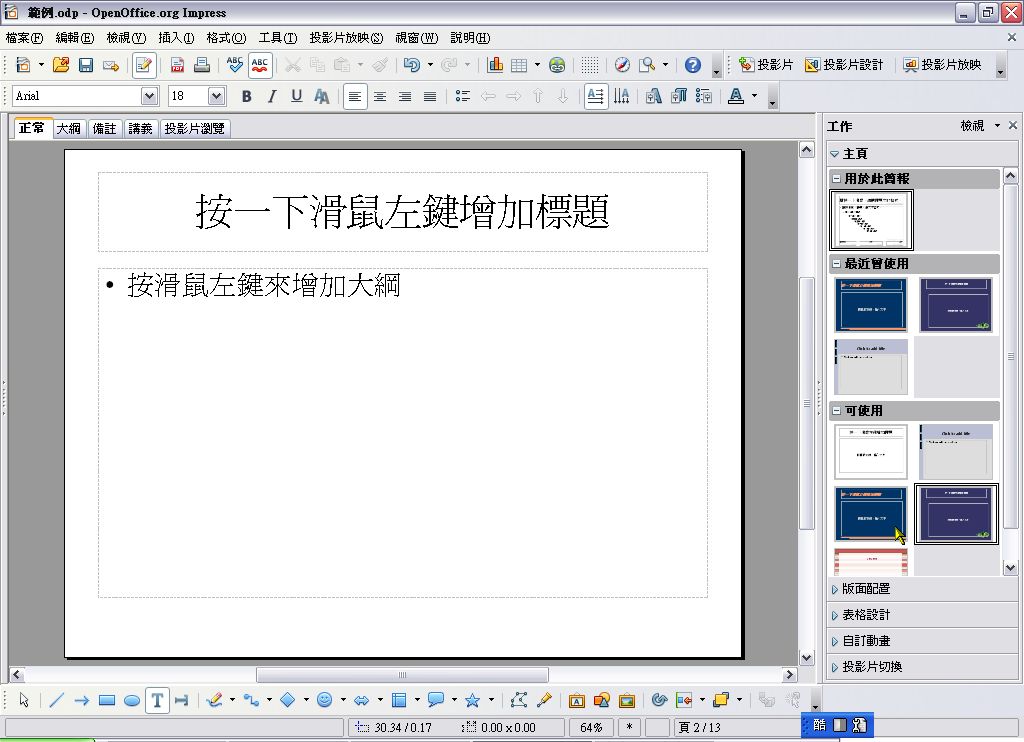 範例.odp - OpenOffice.org Impress
檔案(F) 編輯(E) 檢視(V) 插入(I) 格式(O) 工具(T) 投影片放映(S) 視窗(W) 說明(H)
投影片 投影片設計 投影片放映
Arial 18
正常 大綱 備註 講義 投影片瀏覽
工作 檢視
主頁
用於此簡報
按一下滑鼠左鍵增加標題
• 按滑鼠左鍵來增加大綱
最近曾使用
Click to add title
可使用
Click to add title
版面配置
表格設計
自訂動畫
投影片切換
30.34 / 0.17 0.00 x 0.00 64% * 頁 2 / 13
酷